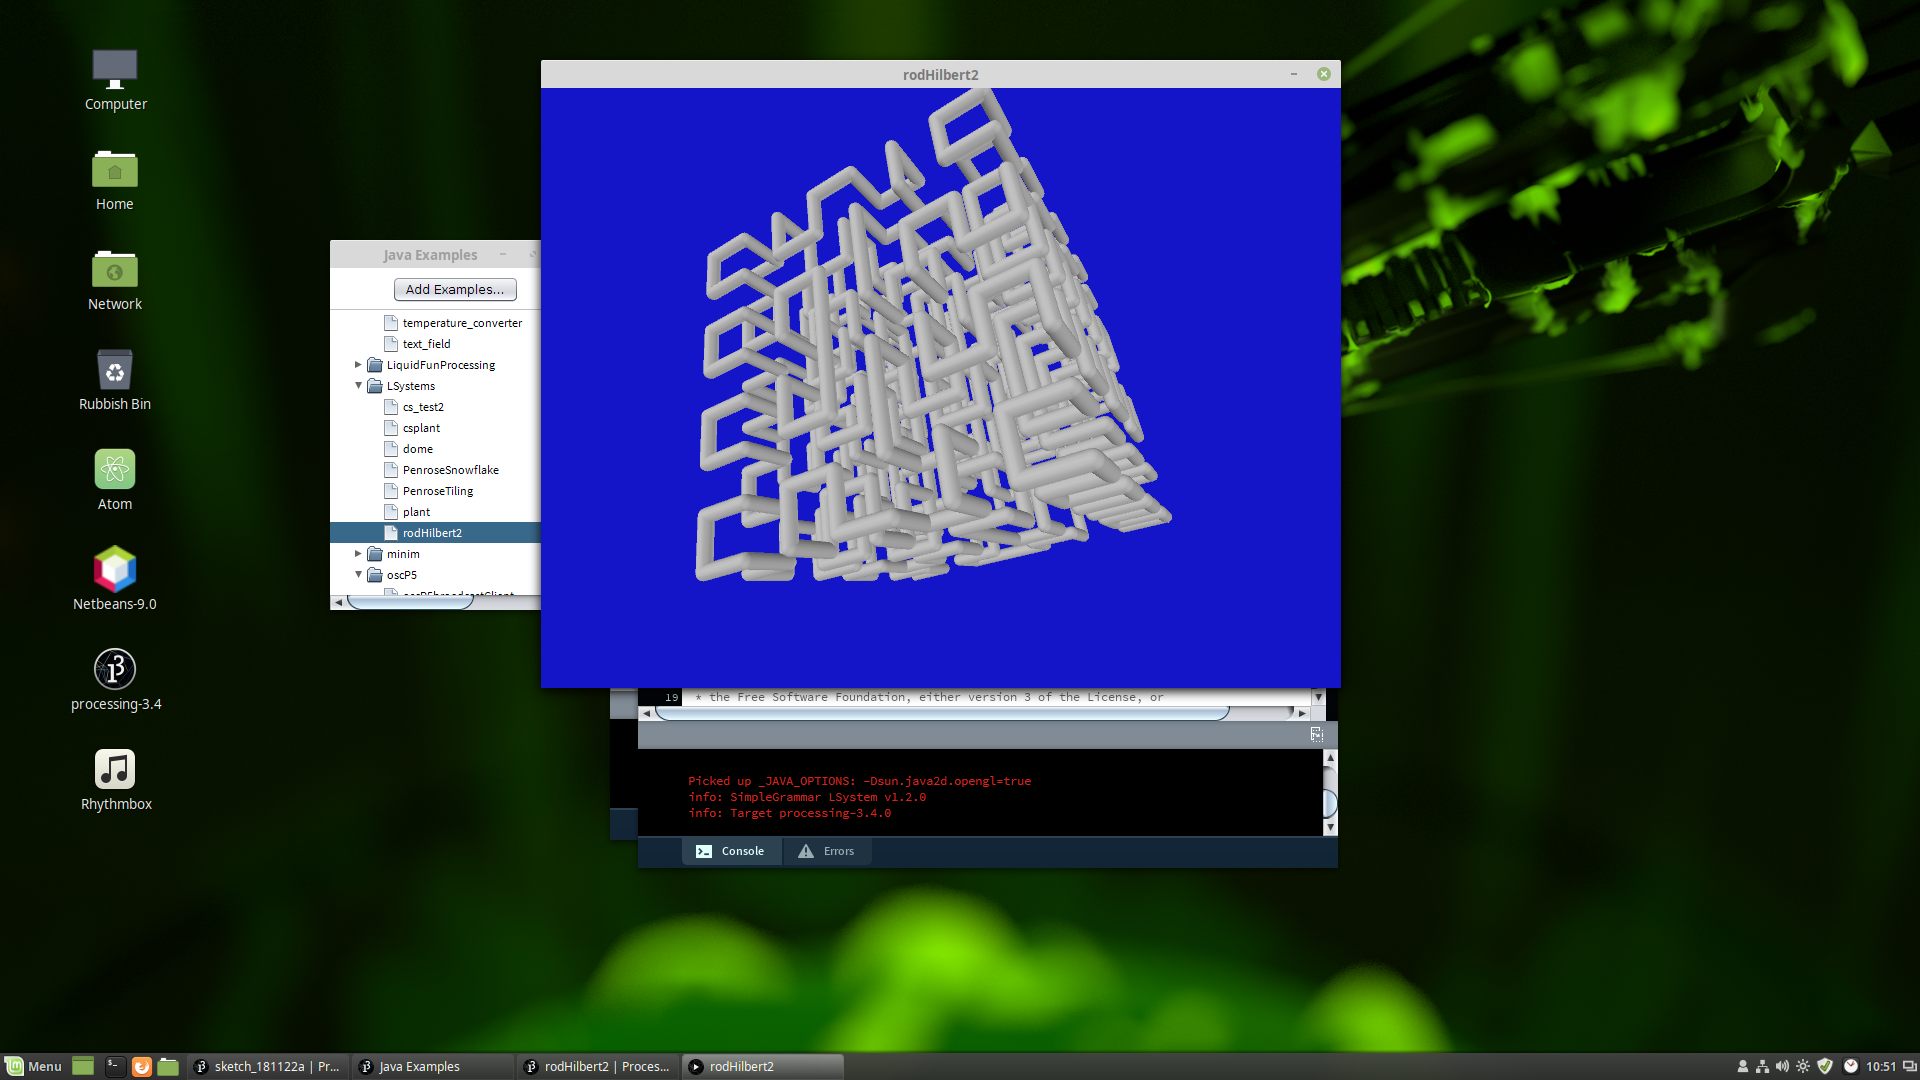 Computer
Home
Network
Rubbish Bin
Atom
Netbeans-9.0
processing-3.4
Rhythmbox
Java Examples
Add Examples...
temperature_converter
text_field
LiquidFunProcessing
LSystems
cs_test2
csplant
dome
PenroseSnowflake
PenroseTiling
plant
rodHilbert2
minim
oscP5
rodHilbert2
19 * the Free Software Foundation, either version 3 of the License, or
Picked up _JAVA_OPTIONS: -Dsun.java2d.opengl=true
info: SimpleGrammar LSystem v1.2.0
info: Target processing-3.4.0
Console
Errors
Menu
sketch_181122a | Pr...
Java Examples
rodHilbert2 | Proces...
rodHilbert2
10:51